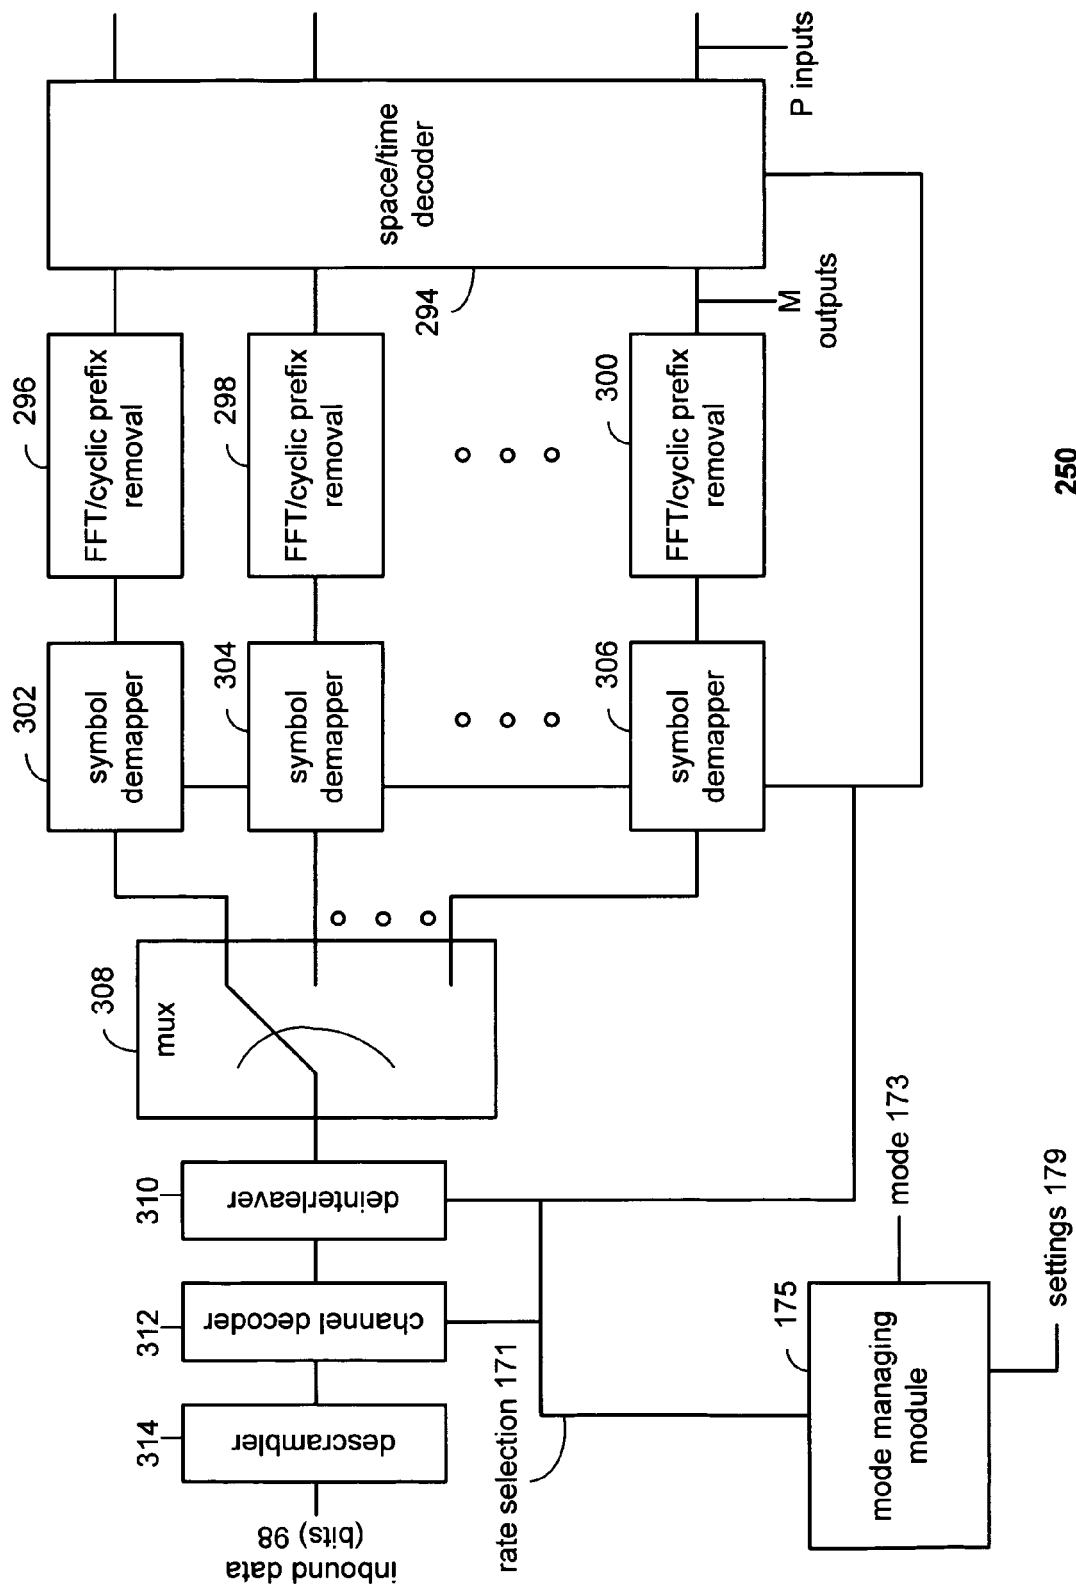 inbound data
(bits) 98
314
descrambler
312
channel decoder
310
deinterleaver
308
mux
302
symbol
demapper
304
symbol
demapper
306
symbol
demapper
296
FFT/cyclic prefix
removal
298
FFT/cyclic prefix
removal
300
FFT/cyclic prefix
removal
M
outputs
294
space/time
decoder
P inputs
rate selection 171
175
mode managing
module
mode 173
settings 179
250